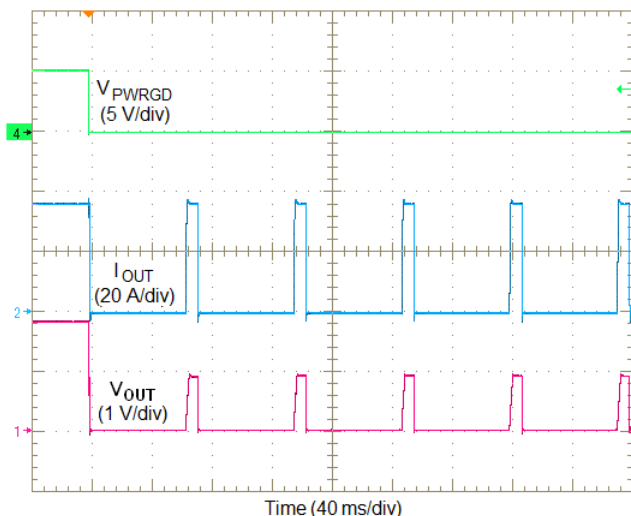 VPWRGD
(5 V/div)
4
IOUT
(20 A/div)
2
VOUT
(1 V/div)
1
Time (40 ms/div)